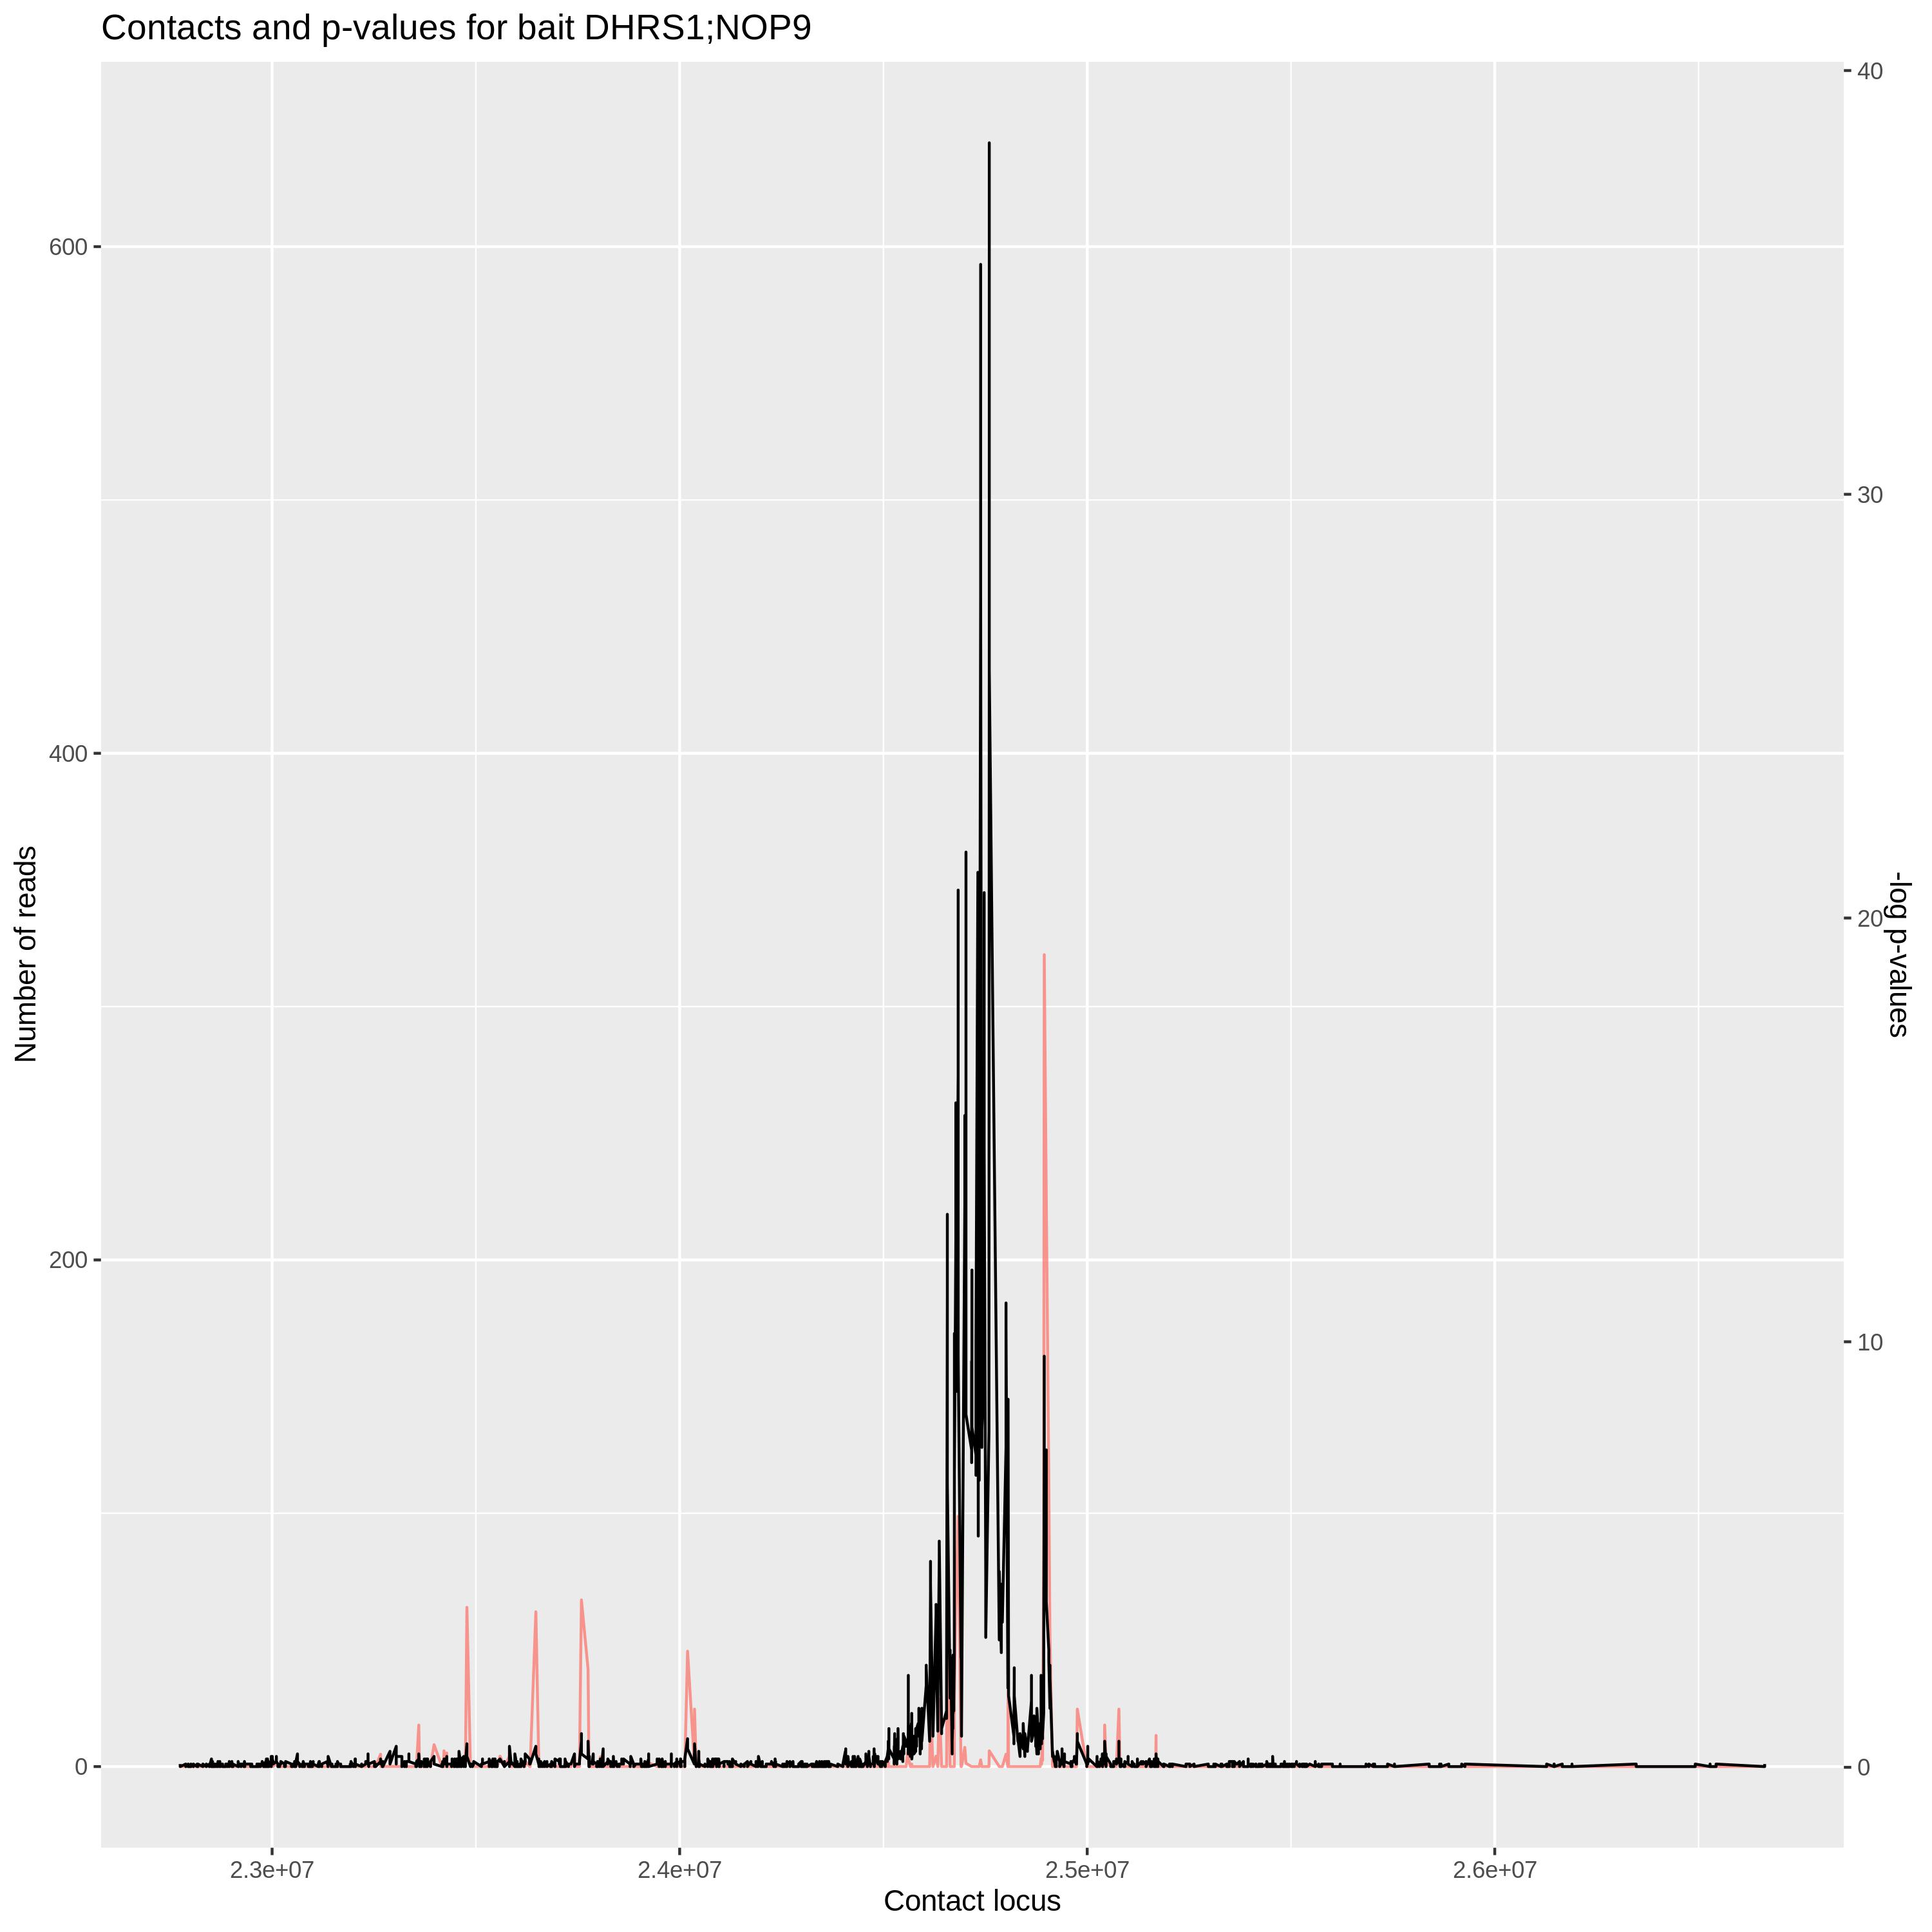 Contacts and p-values for bait DHRS1;NOP9
40
600
30
400
Number of reads
20
-log p-values
200
10
0
0
2.3e+07
2.4e+07
2.5e+07
2.6e+07
Contact locus